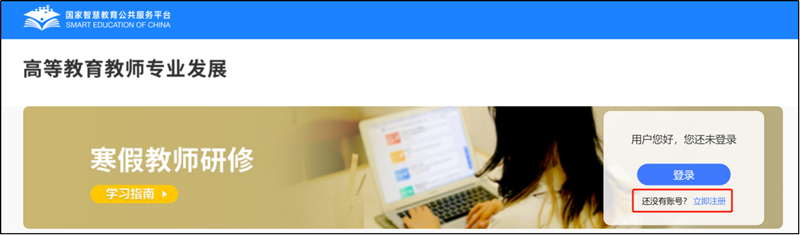 国家智慧教育公共服务平台
SMART EDUCATION OF CHINA
高等教育教师专业发展
寒假教师研修
学习指南
用户您好，您还未登录
登录
还没有账号？ 立即注册